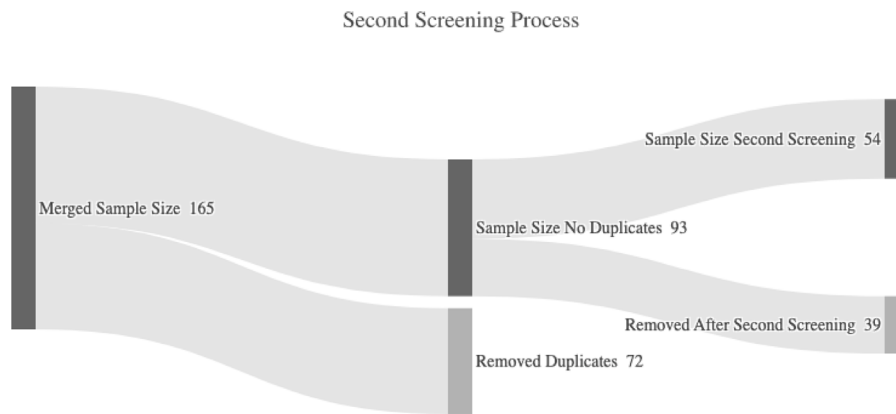 Second Screening Process
Sample Size Second Screening 54
Merged Sample Size 165
Sample Size No Duplicates 93
Removed After Second Screening 39
Removed Duplicates 72